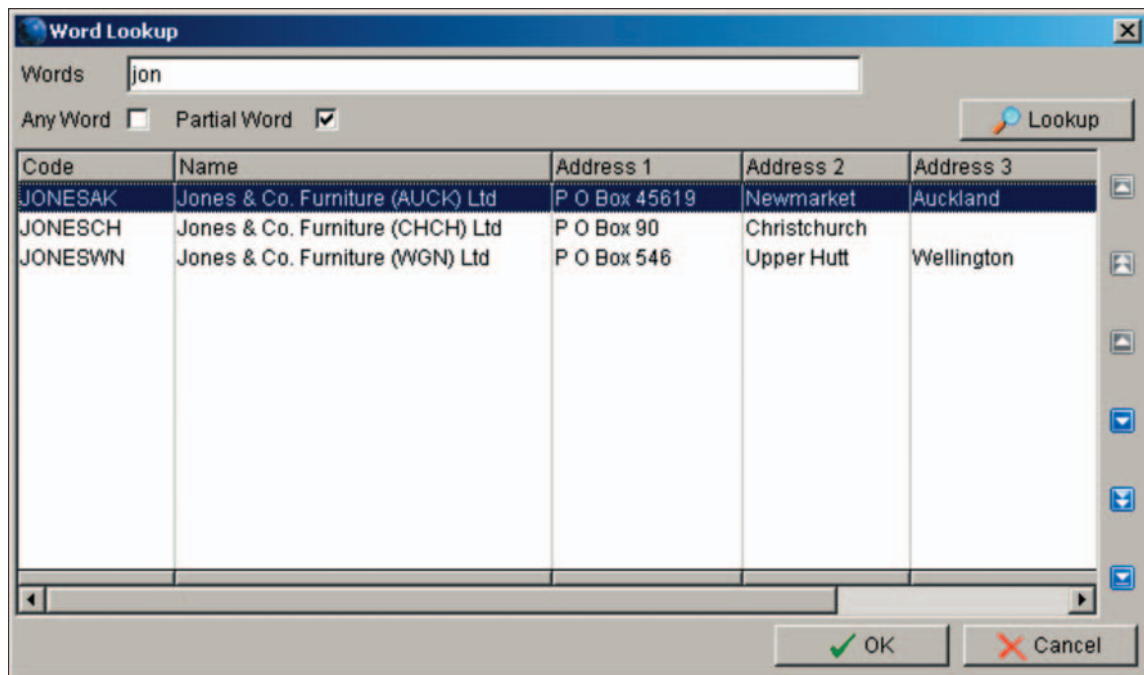 Word Lookup
Words jon
Any Word Partial Word Lookup
Code Name Address 1 Address 2 Address 3
JONESAK Jones & Co. Furniture (AUCK) Ltd P O Box 45619 Newmarket Auckland
JONESCH Jones & Co. Furniture (CHCH) Ltd P O Box 90 Christchurch
JONESWN Jones & Co. Furniture (WGN) Ltd P O Box 546 Upper Hutt Wellington
OK Cancel